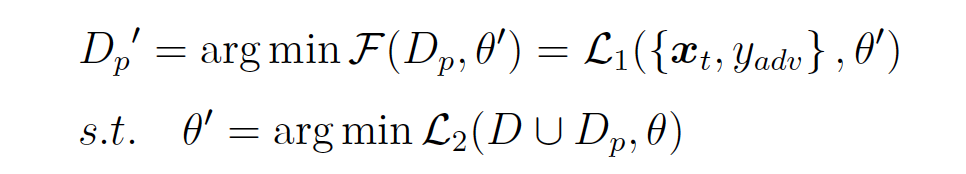 D_p′ = arg min 𝓕(D_p, θ′) = 𝓛_1({𝒙_t, y_adv}, θ′)
s.t. θ′ = arg min 𝓛_2(D ∪ D_p, θ)